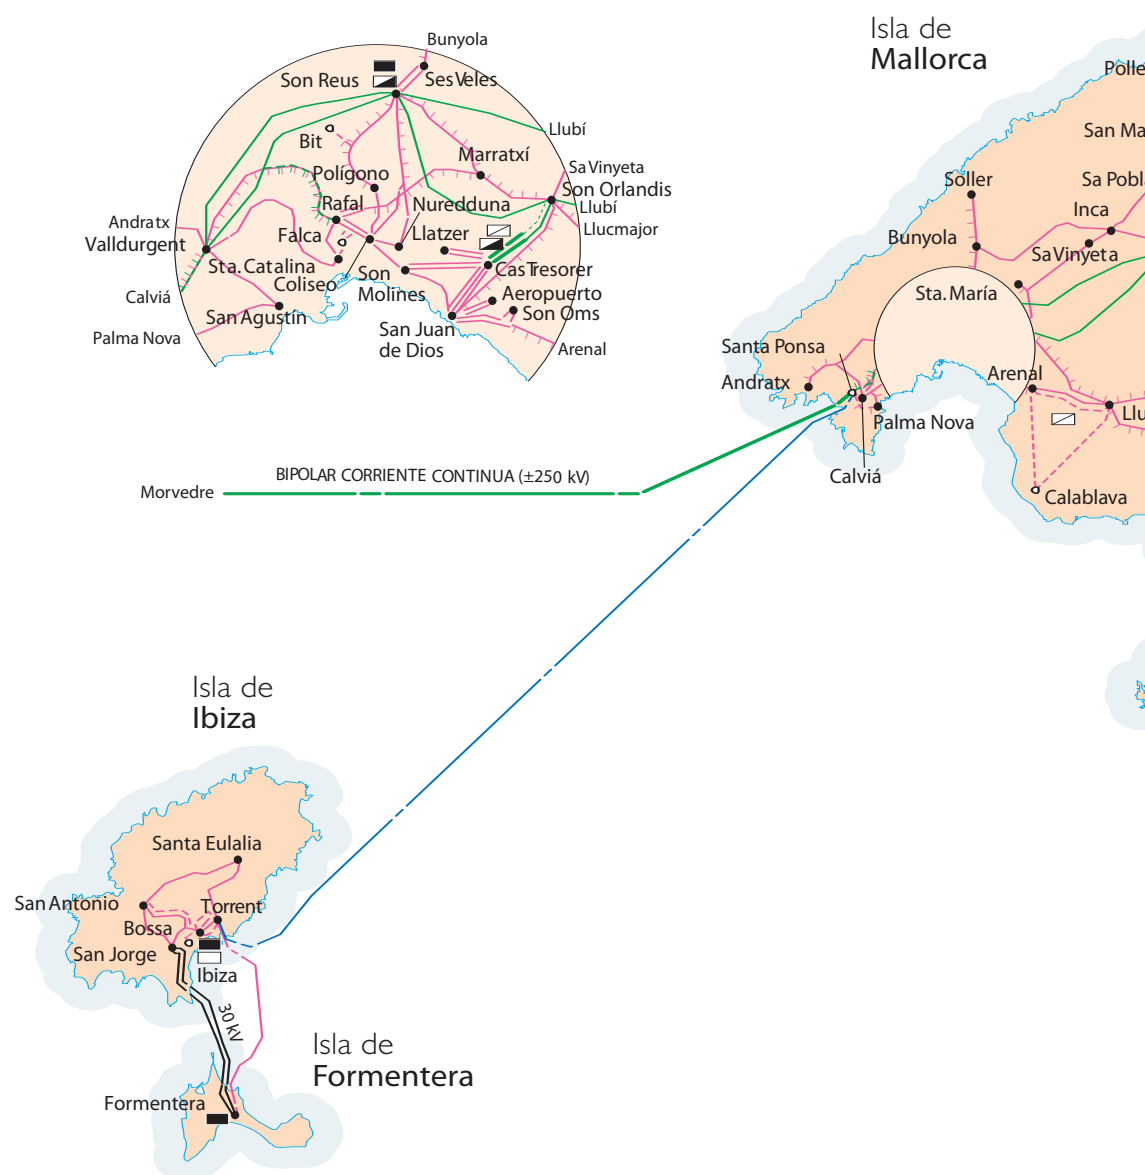 Isla de
Mallorca
Bunyola
Son Reus
Ses Veles
Polle
Llubí
Bit
San Ma
Marratxí
Sa Vinyeta
Polígono
Son Orlandis
Soller
Sa Pobla
Rafal
Nuredduna
Llubí
Inca
Andratx
Llucmajor
Valldurgent
Falca
Llatzer
Bunyola
Sa Vinyeta
Sta. Catalina
Son
Molines
Cas Tresorer
Coliseo
Sta. María
Calviá
Aeropuerto
San Agustín
Son Oms
Palma Nova
San Juan
de Dios
Arenal
Santa Ponsa
Andratx
Arenal
Palma Nova
Llu
BIPOLAR CORRIENTE CONTINUA (±250 kV)
Calviá
Morvedre
Calablava
Isla de
Ibiza
Santa Eulalia
San Antonio
Torrent
Bossa
San Jorge
Ibiza
30 kV
Isla de
Formentera
Formentera